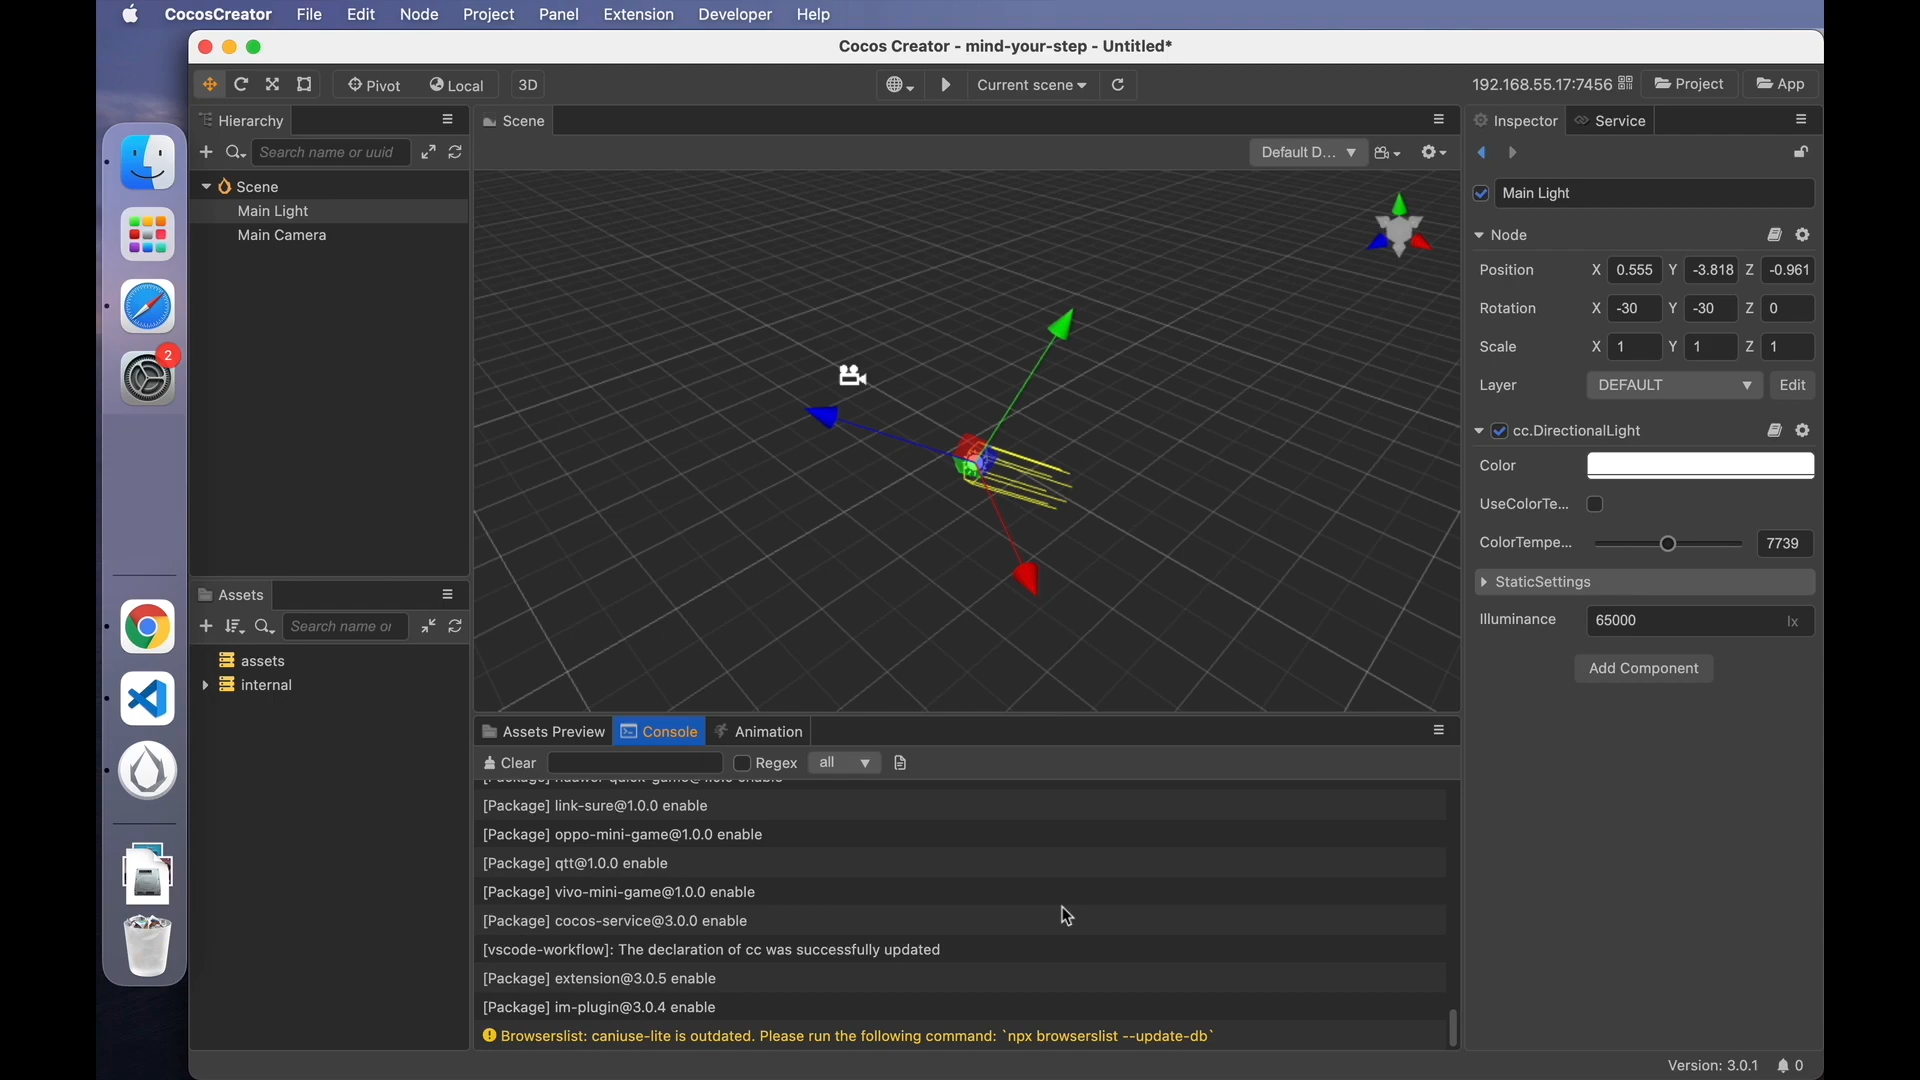 CocosCreator File Edit Node Project Panel Extension Developer Help
Cocos Creator - mind-your-step - Untitled*
Pivot Local 3D Current scene 192.168.55.17:7456 Project App
Hierarchy
Search name or uuid
Scene
Main Light
Main Camera
Assets
Search name or
assets
internal
2
Scene
Default D...
Assets Preview Console Animation
Clear Regex all
[Package] link-sure@1.0.0 enable
[Package] oppo-mini-game@1.0.0 enable
[Package] qtt@1.0.0 enable
[Package] vivo-mini-game@1.0.0 enable
[Package] cocos-service@3.0.0 enable
[vscode-workflow]: The declaration of cc was successfully updated
[Package] extension@3.0.5 enable
[Package] im-plugin@3.0.4 enable
Browserslist: caniuse-lite is outdated. Please run the following command: `npx browserslist --update-db`
Inspector Service
Main Light
Node
Position X 0.555 Y -3.818 Z -0.961
Rotation X -30 Y -30 Z 0
Scale X 1 Y 1 Z 1
Layer DEFAULT Edit
cc.DirectionalLight
Color
UseColorTe...
ColorTempe... 7739
StaticSettings
Illuminance 65000 lx
Add Component
Version: 3.0.1 0